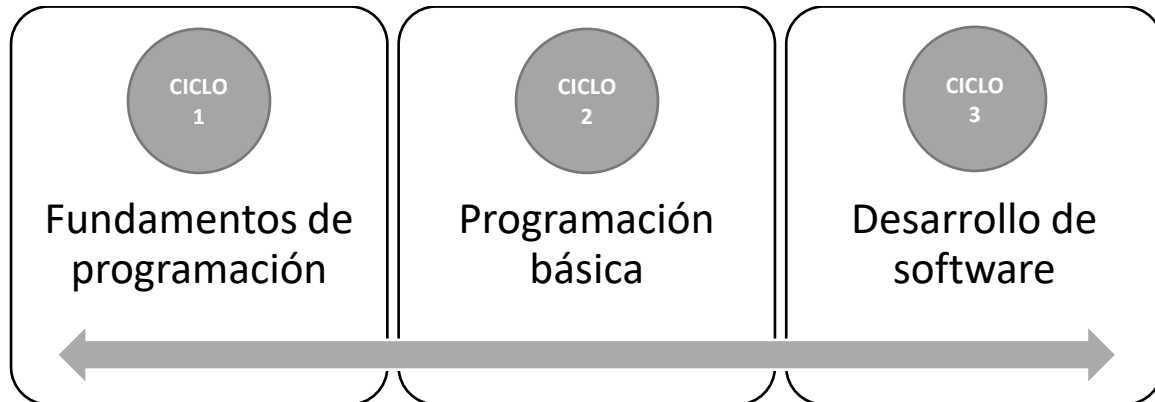 CICLO
1
Fundamentos de
programación
CICLO
2
Programación
básica
CICLO
3
Desarrollo de
software